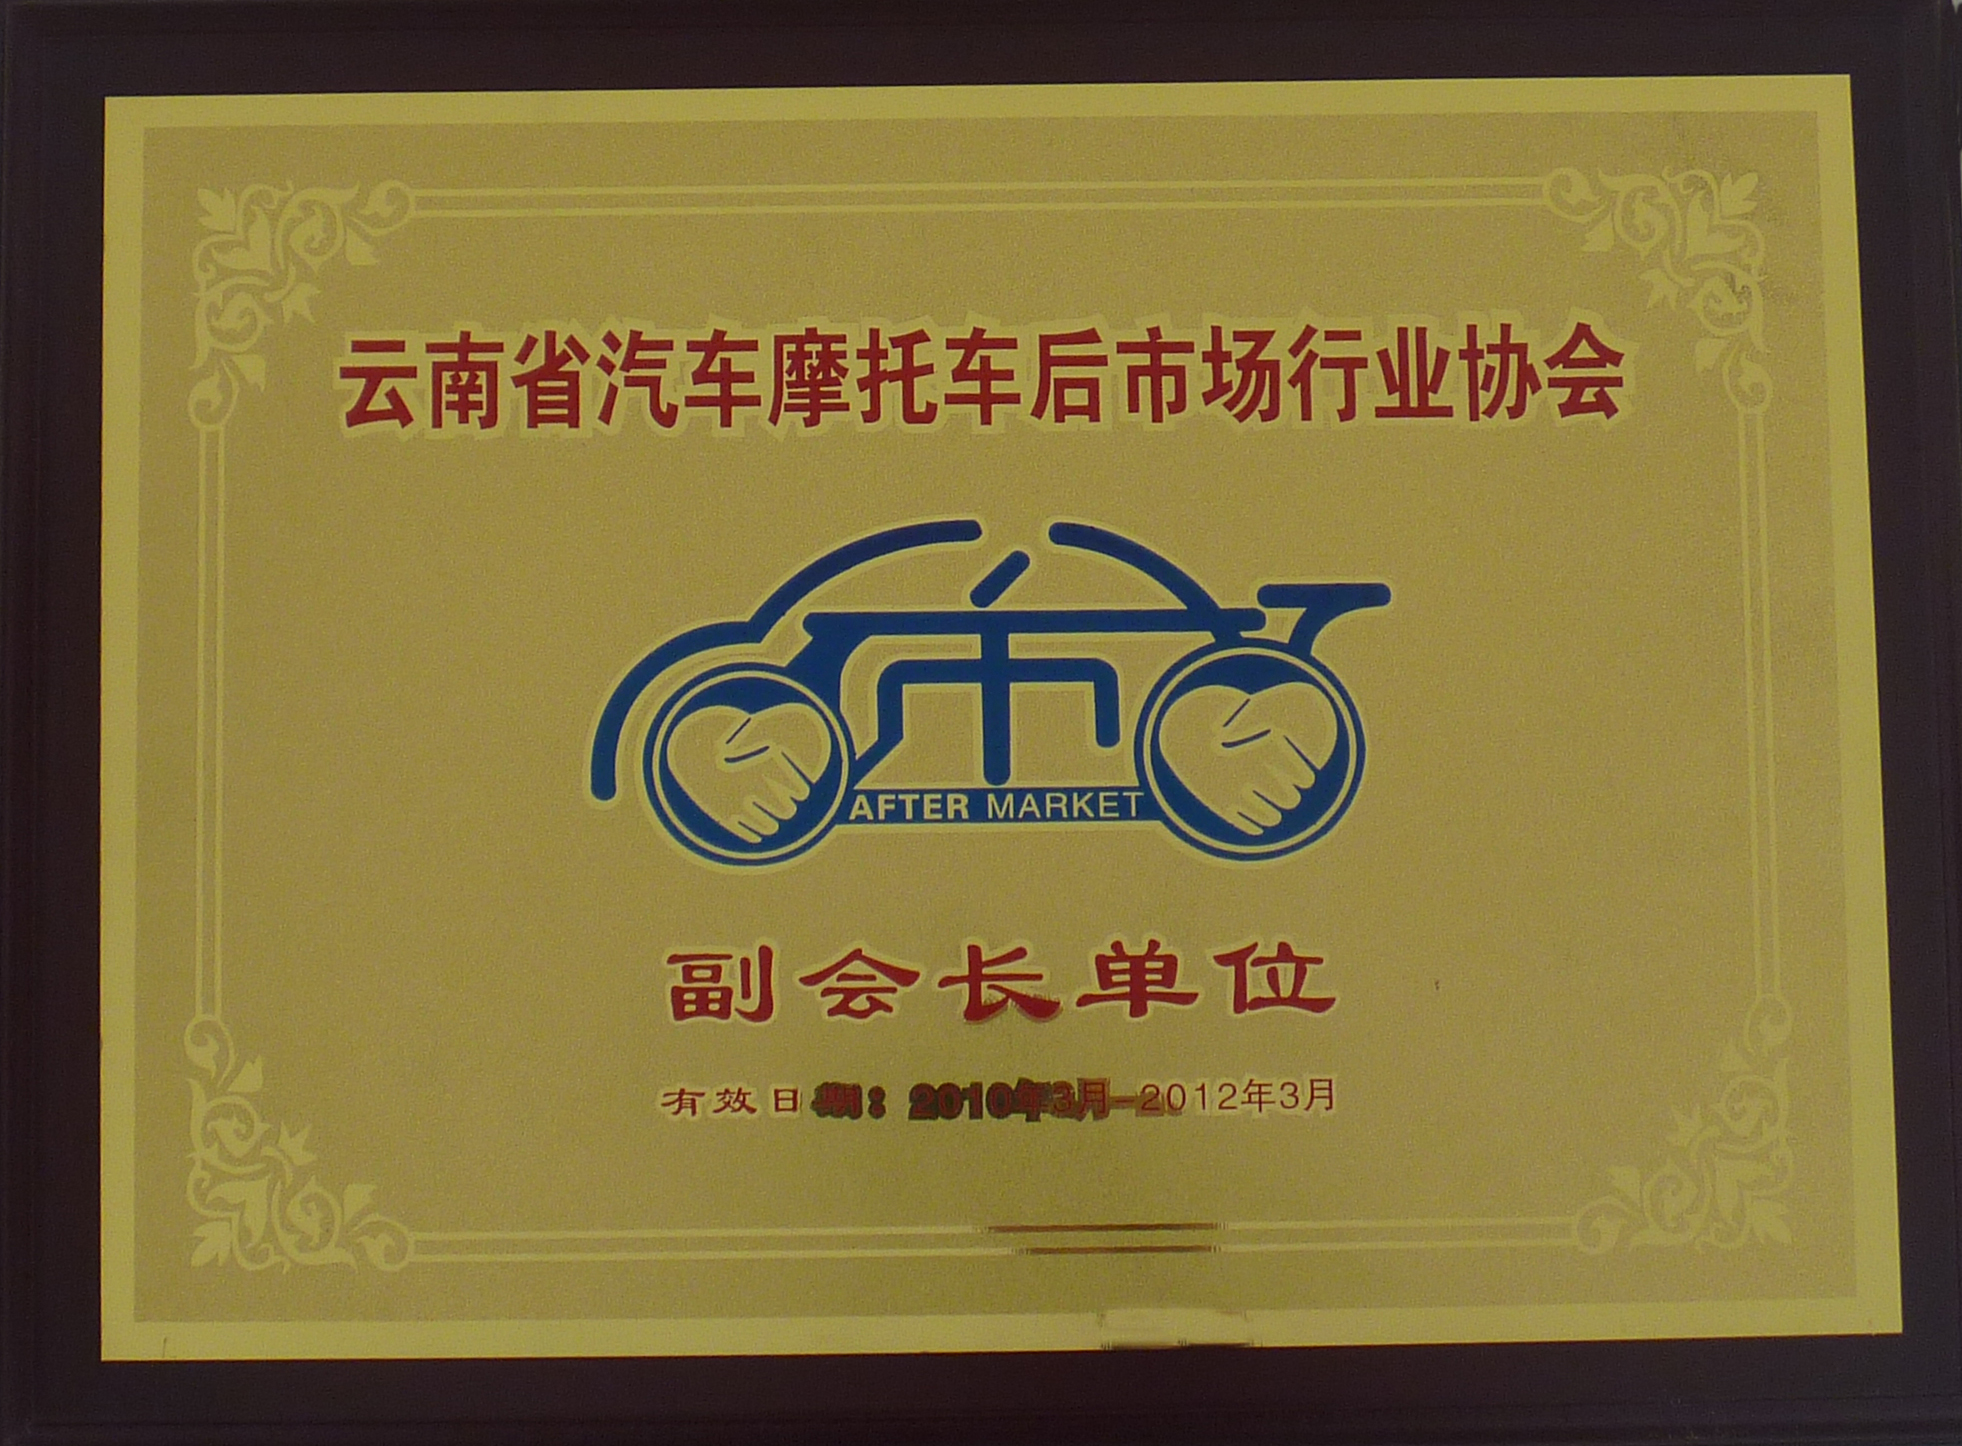 云南省汽车摩托车后市场行业协会
AFTER MARKET
副会长单位
有效日期：2010年3月-2012年3月